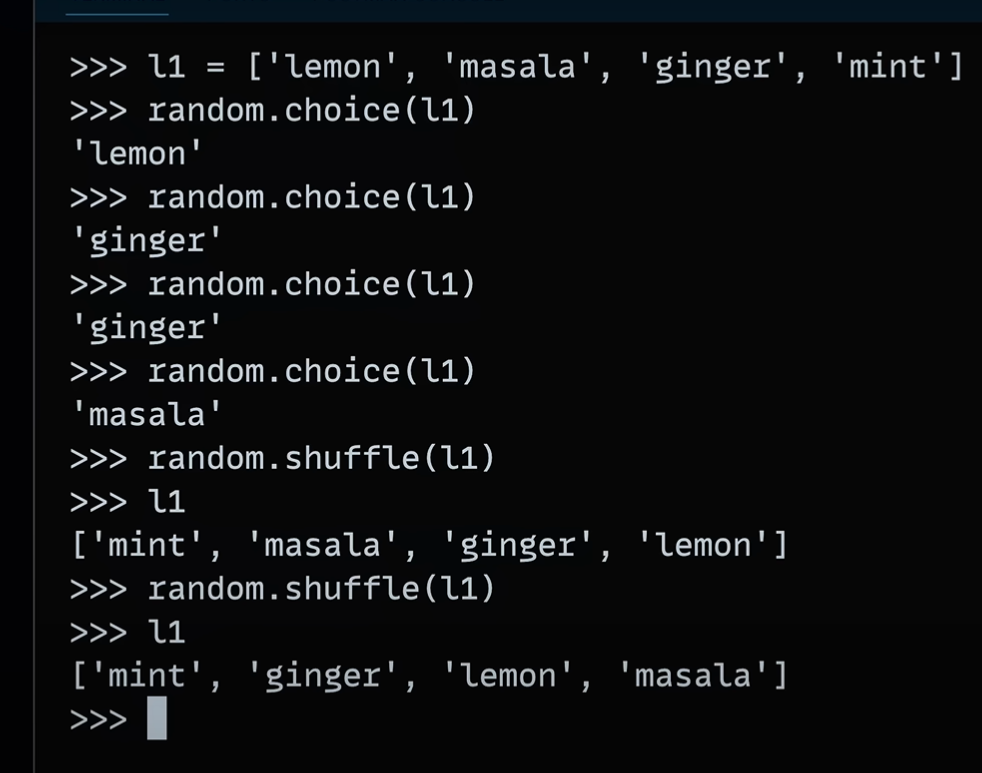 >>> l1 = ['lemon', 'masala', 'ginger', 'mint']
>>> random.choice(l1)
'lemon'
>>> random.choice(l1)
'ginger'
>>> random.choice(l1)
'ginger'
>>> random.choice(l1)
'masala'
>>> random.shuffle(l1)
>>> l1
['mint', 'masala', 'ginger', 'lemon']
>>> random.shuffle(l1)
>>> l1
['mint', 'ginger', 'lemon', 'masala']
>>>